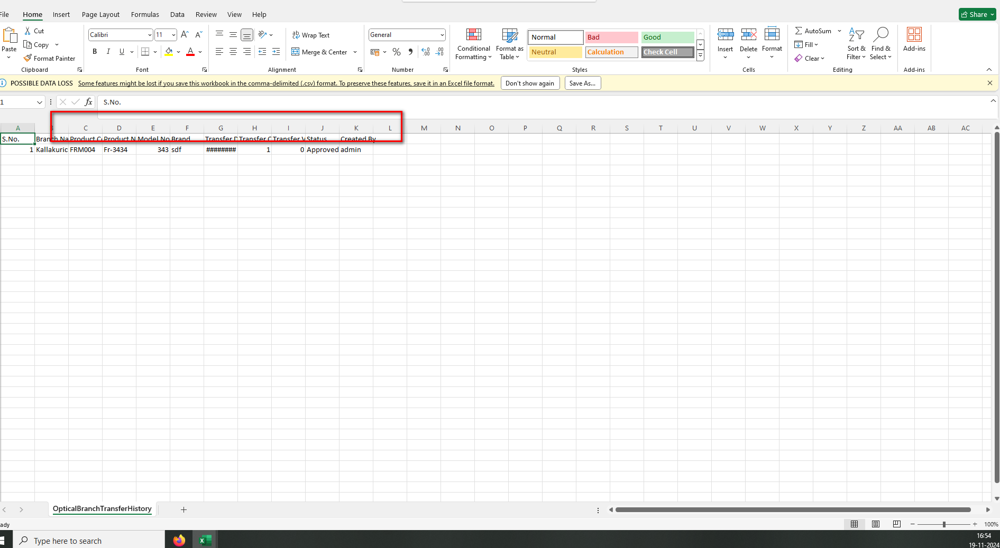 File Home Insert Page Layout Formulas Data Review View Help Share
Cut
Copy
Format Painter
Paste
Clipboard
Calibri 11
B I U
Font
Wrap Text
Merge & Center
Alignment
General
Number
Conditional Formatting
Format as Table
Normal Bad Good
Neutral Calculation Check Cell
Styles
Insert Delete Format
Cells
AutoSum
Fill
Clear
Sort & Filter
Find & Select
Editing
Add-ins
Add-ins
POSSIBLE DATA LOSS Some features might be lost if you save this workbook in the comma-delimited (.csv) format. To preserve these features, save it in an Excel file format. Don't show again Save As...
1 fx S.No.
A B C D E F G H I J K L M N O P Q R S T U V W X Y Z AA AB AC
S.No. Branch Na Product Co Product N Model No Brand Transfer D Transfer Q Transfer V Status Created By
1 Kallakuric FRM004 Fr-3434 343 sdf ######## 1 0 Approved admin
OpticalBranchTransferHistory
ady 100%
Type here to search
16:54
19-11-2024